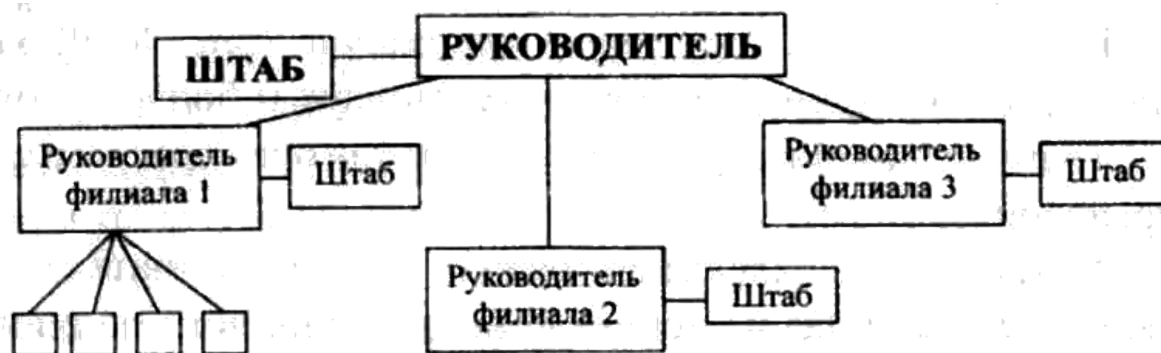 РУКОВОДИТЕЛЬ
ШТАБ
Руководитель
филиала 1
Штаб
Руководитель
филиала 2
Штаб
Руководитель
филиала 3
Штаб